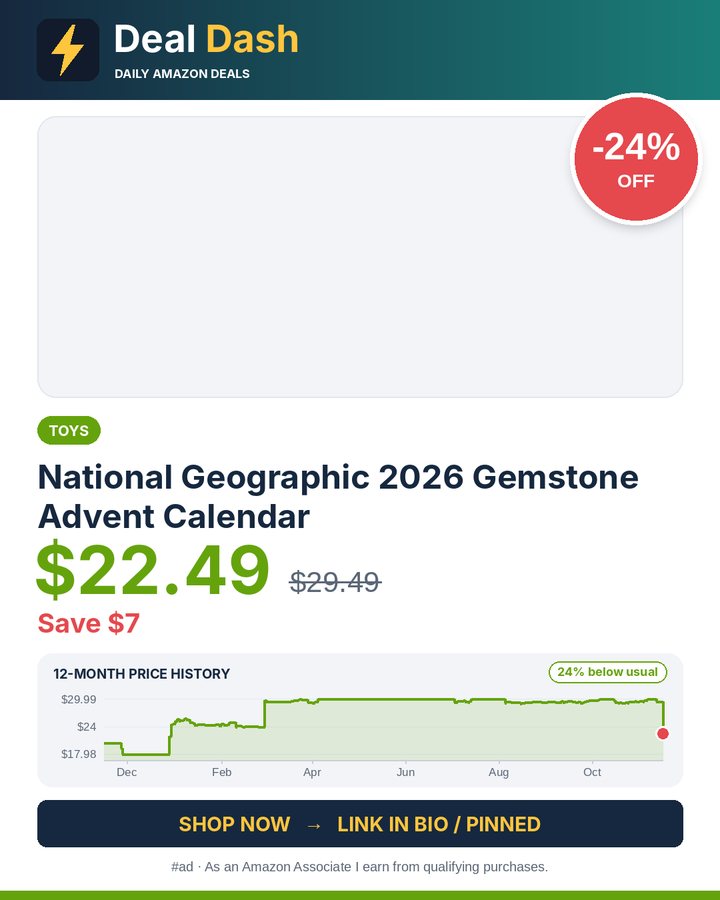 Deal Dash
DAILY AMAZON DEALS
-24%
OFF
TOYS
National Geographic 2026 Gemstone
Advent Calendar
$22.49 $29.49
Save $7
12-MONTH PRICE HISTORY
24% below usual
$29.99
$24
$17.98
Dec Feb Apr Jun Aug Oct
SHOP NOW → LINK IN BIO / PINNED
#ad · As an Amazon Associate I earn from qualifying purchases.